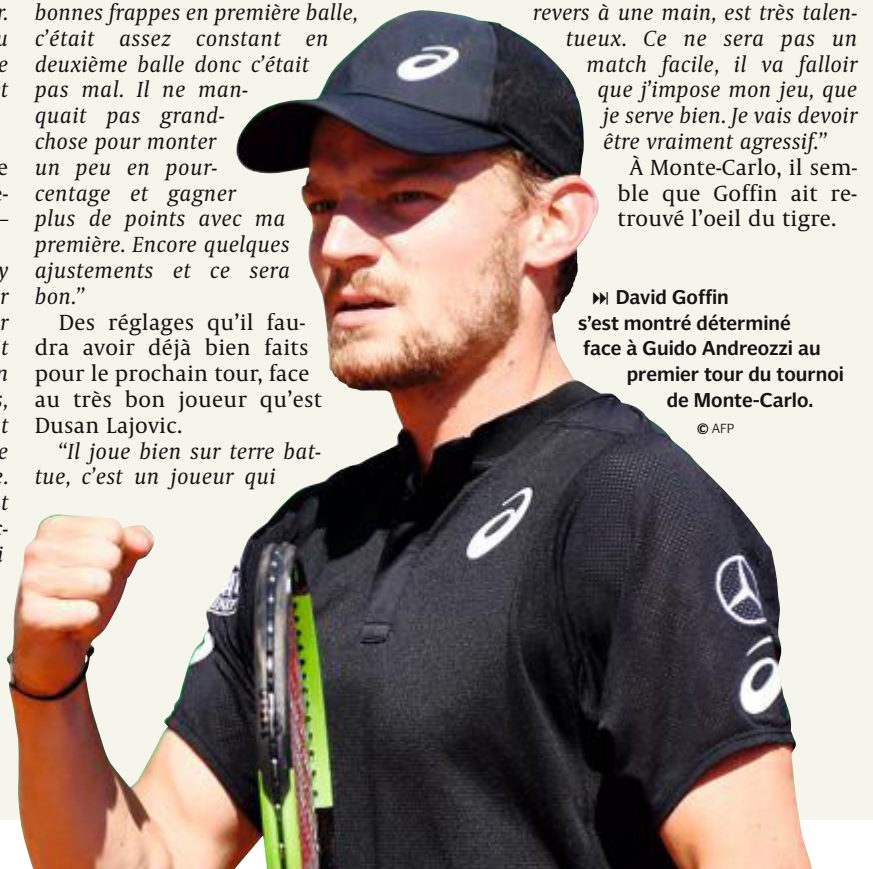 bonnes frappes en première balle,
c'était assez constant en
deuxième balle donc c'était
pas mal. Il ne man-
quait pas grand-
chose pour monter
un peu en pour-
centage et gagner
plus de points avec ma
première. Encore quelques
ajustements et ce sera
bon.”
Des réglages qu'il fau-
dra avoir déjà bien faits
pour le prochain tour, face
au très bon joueur qu'est
Dusan Lajovic.
“Il joue bien sur terre bat-
tue, c'est un joueur qui
revers à une main, est très talen-
tueux. Ce ne sera pas un
match facile, il va falloir
que j'impose mon jeu, que
je serve bien. Je vais devoir
être vraiment agressif.”
À Monte-Carlo, il sem-
ble que Goffin ait re-
trouvé l'oeil du tigre.
David Goffin
s'est montré déterminé
face à Guido Andreozzi au
premier tour du tournoi
de Monte-Carlo.
© AFP